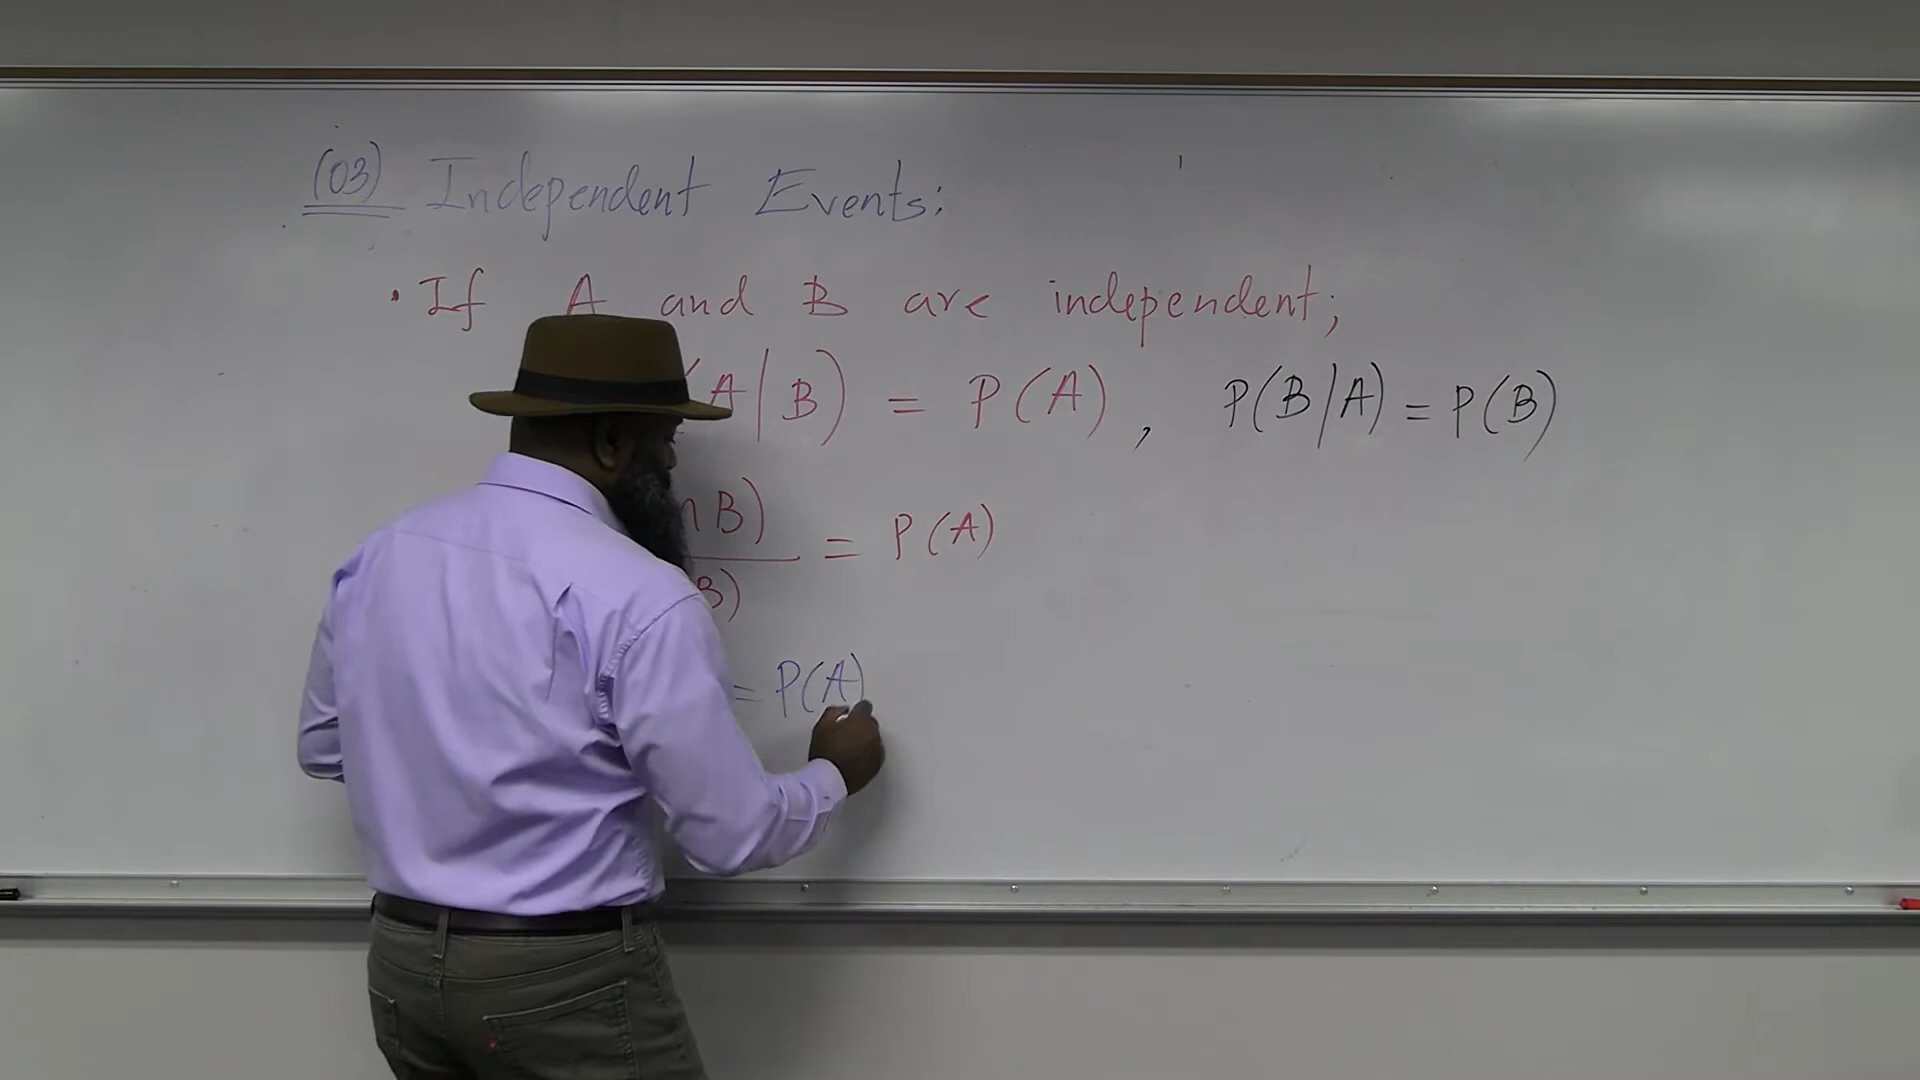 (03) Independent Events:
• If A and B are independent;
(A|B) = P(A), P(B/A) = P(B)
∩ B) = P(A)
B)
= P(A)